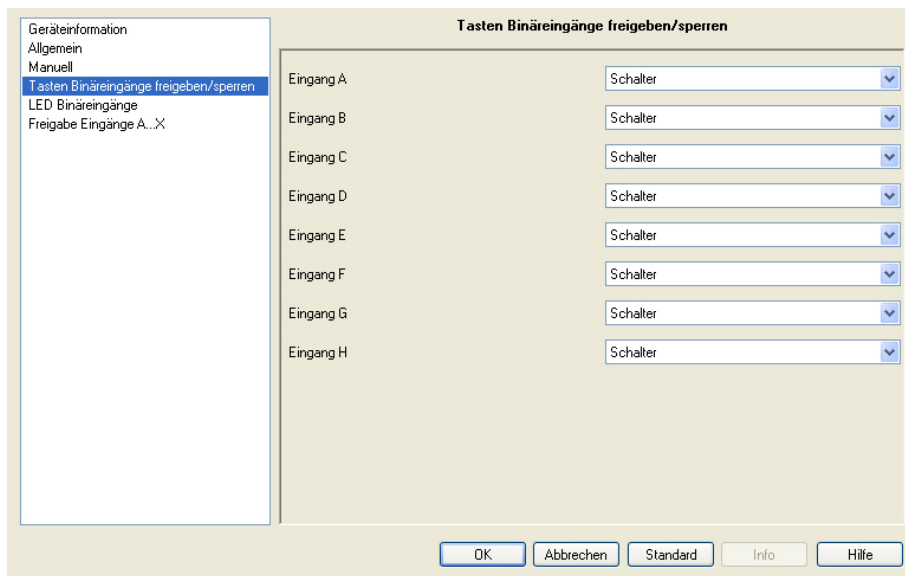 Geräteinformation
Allgemein
Manuell
Tasten Binäreingänge freigeben/sperren
LED Binäreingänge
Freigabe Eingänge A...X
Tasten Binäreingänge freigeben/sperren
Eingang A Schalter
Eingang B Schalter
Eingang C Schalter
Eingang D Schalter
Eingang E Schalter
Eingang F Schalter
Eingang G Schalter
Eingang H Schalter
OK Abbrechen Standard Info Hilfe